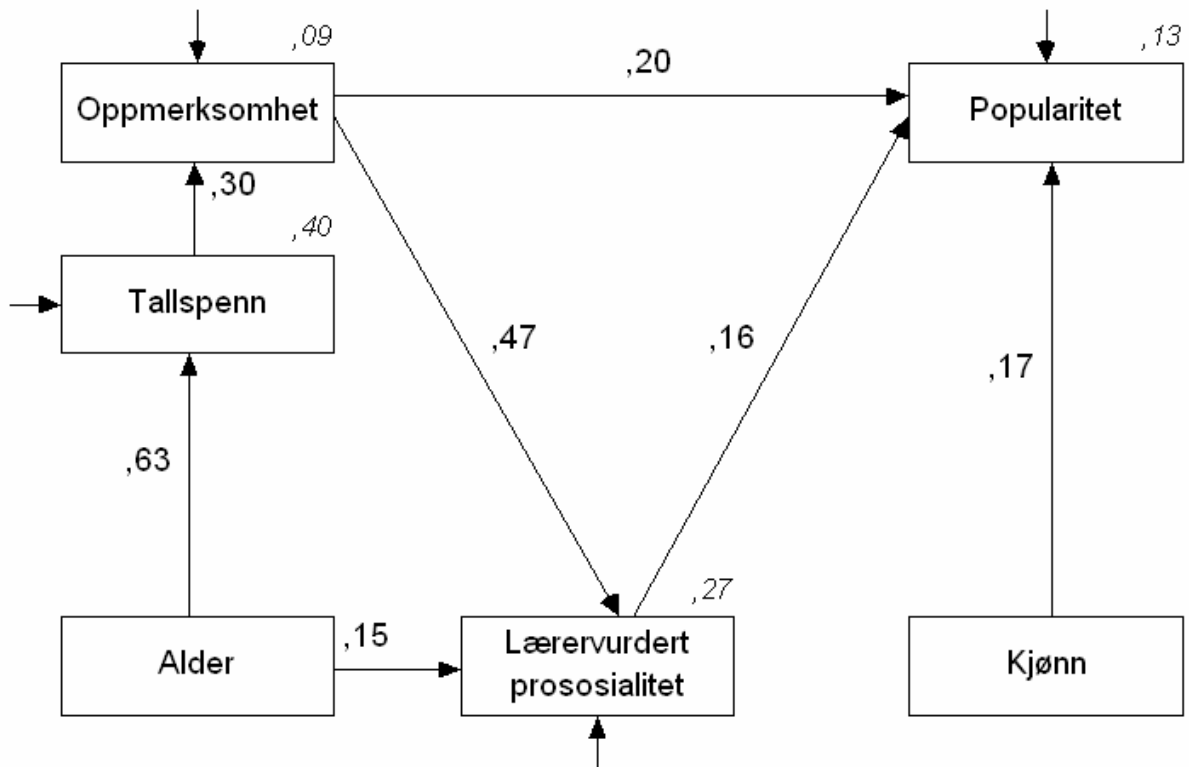 ,09
,13
Oppmerksomhet
,20
Popularitet
,30
,40
Tallspenn
,47
,16
,17
,63
,27
Alder
,15
Lærervurdert
prososialitet
Kjønn